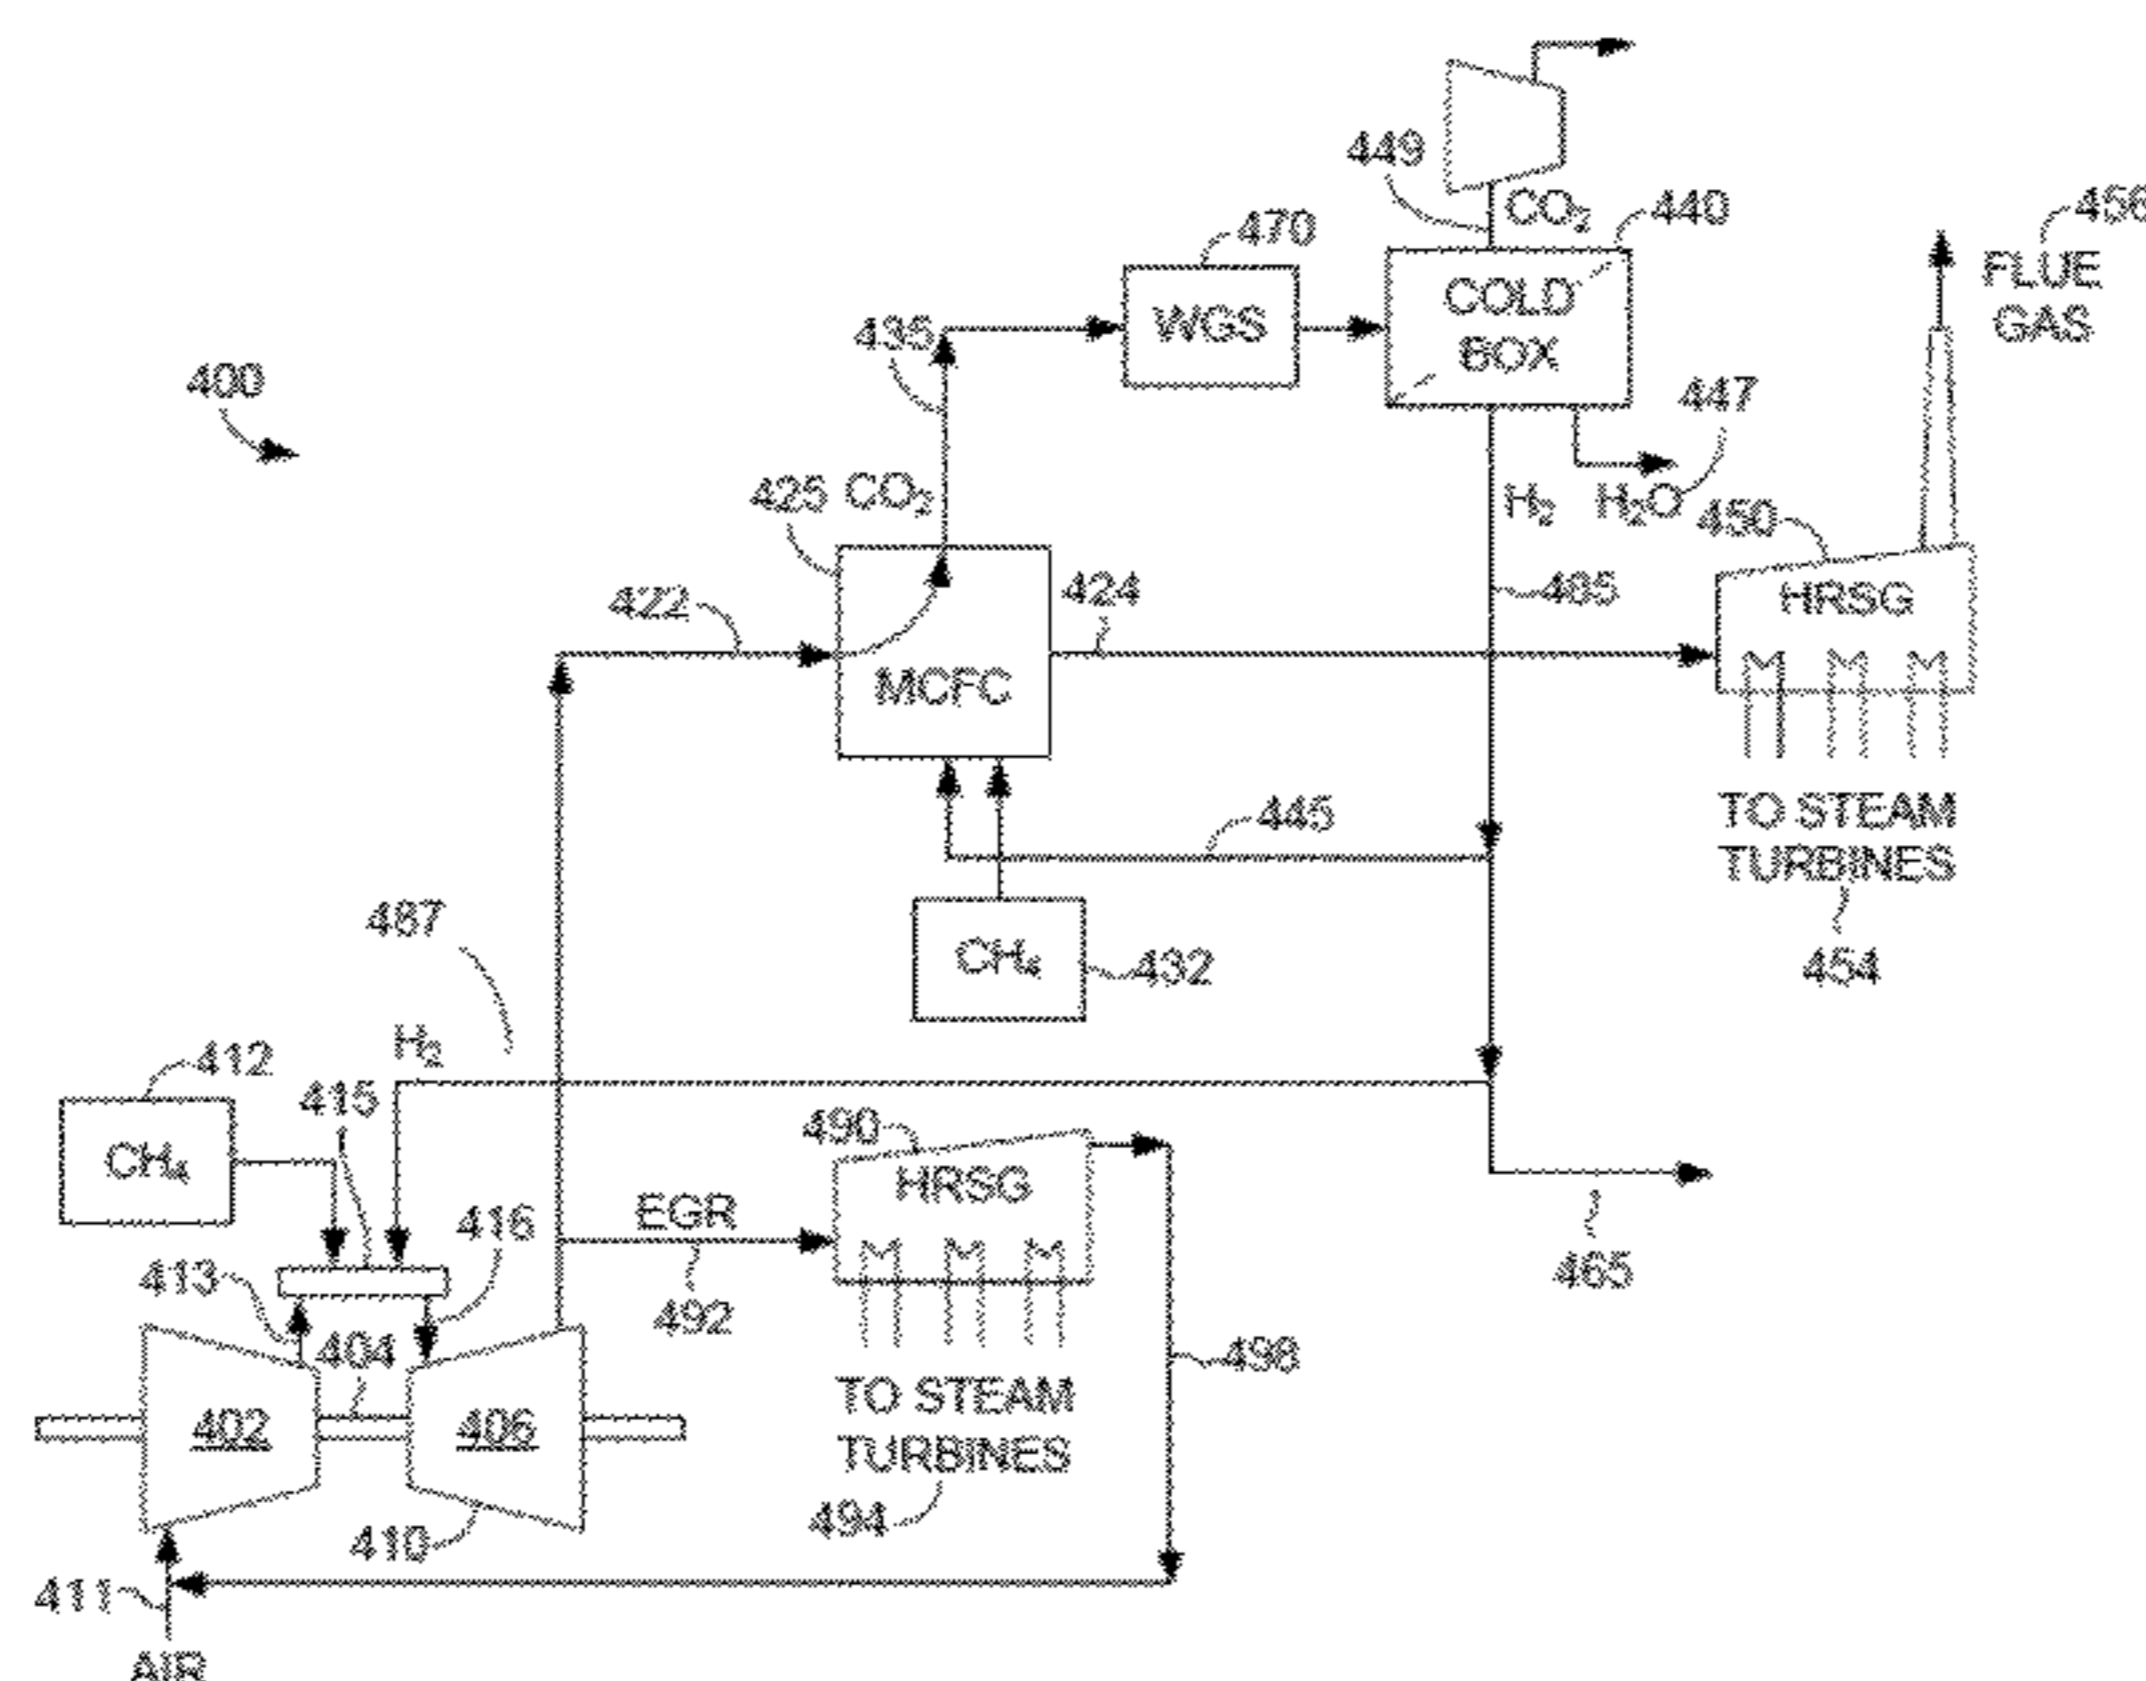 449
CO2
440
456
FLUE
GAS
470
WGS
COLD
BOX
435
447
400
425
CO2
H2
H2O
450
HRSG
422
424
485
MCFC
445
TO STEAM
TURBINES
454
487
CH4
432
H2
412
415
CH4
490
HRSG
EGR
416
492
413
404
465
498
402
406
TO STEAM
TURBINES
494
410
411
AIR